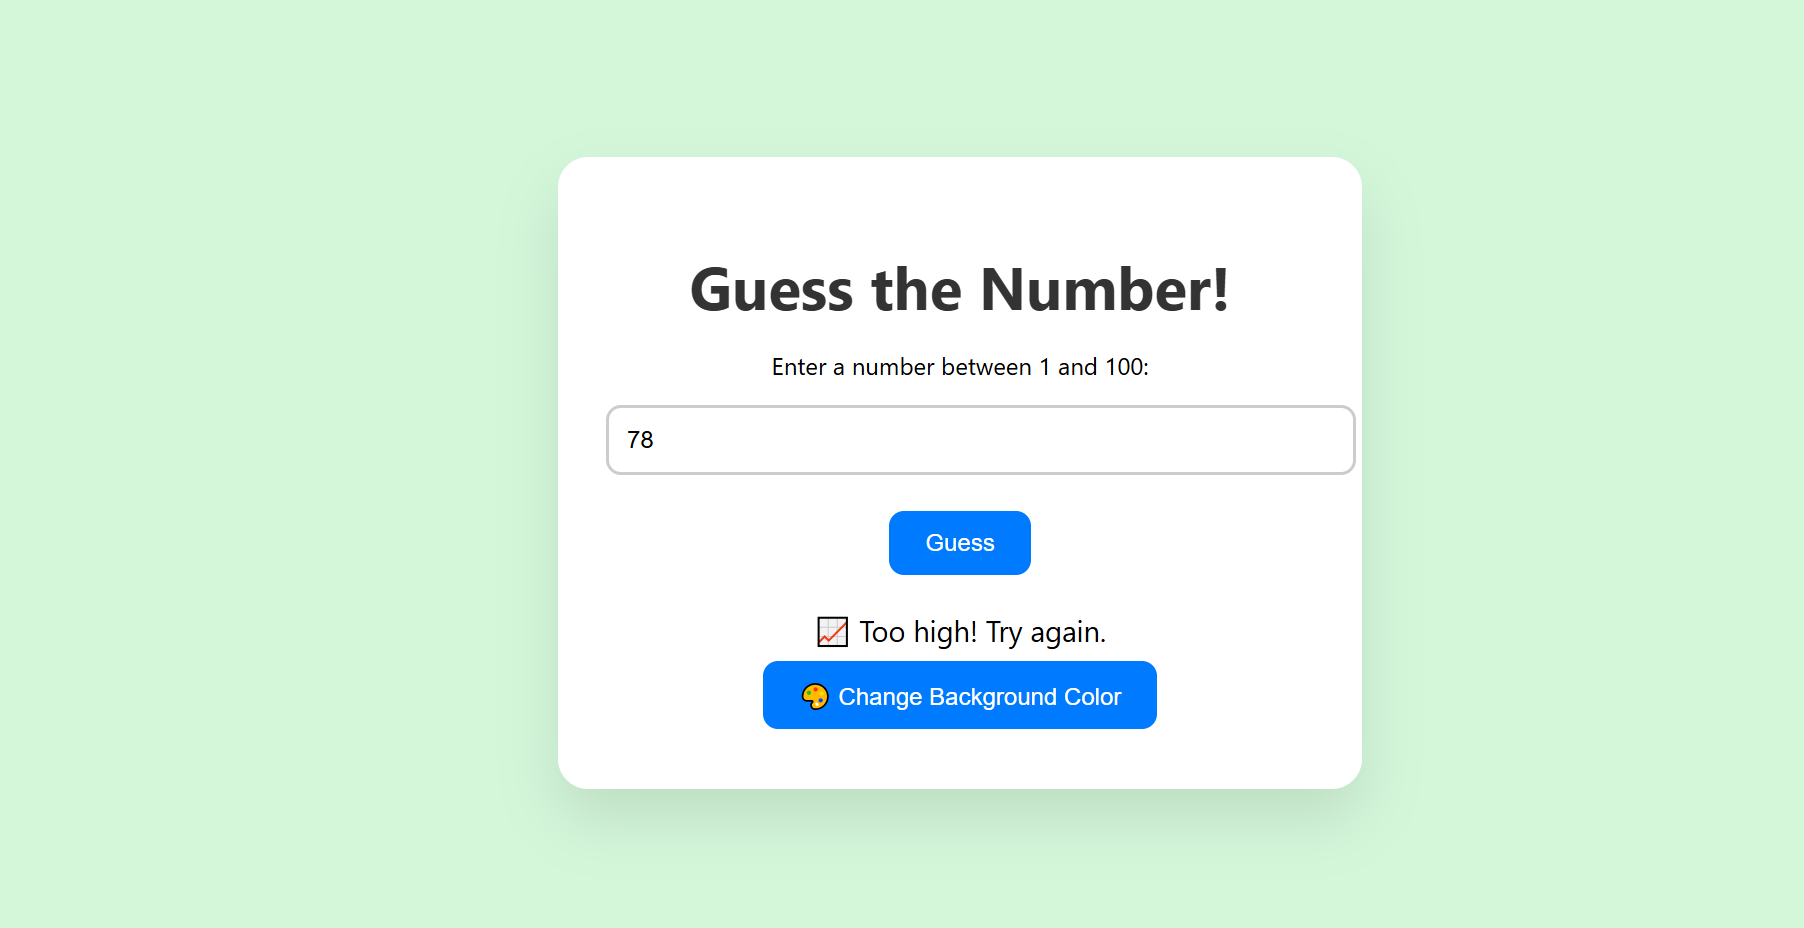 Guess the Number!
Enter a number between 1 and 100:
78
Guess
📈 Too high! Try again.
🎨 Change Background Color